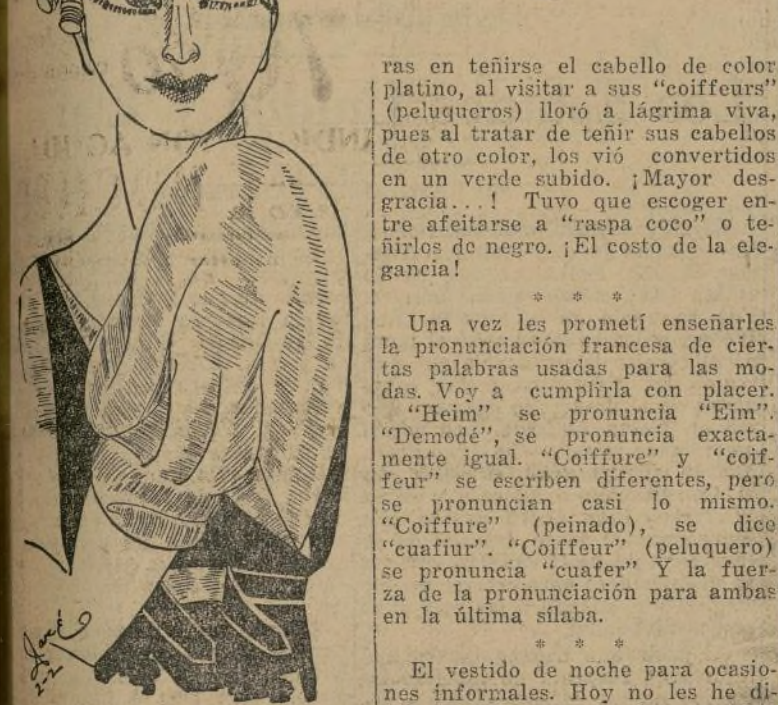 ras en teñirse el cabello de color
platino, al visitar a sus “coiffeurs”
(peluqueros) lloró a lágrima viva,
pues al tratar de teñir sus cabellos
de otro color, los vió convertidos
en un verde subido. ¡Mayor des-
gracia...! Tuvo que escoger en-
tre afeitarse a “raspa coco” o te-
ñirlos de negro. ¡El costo de la ele-
gancia!
* * *
Una vez les prometí enseñarles
la pronunciación francesa de cier-
tas palabras usadas para las mo-
das. Voy a cumplirla con placer.
“Heim” se pronuncia “Eim”.
“Demodé”, se pronuncia exacta-
mente igual. “Coiffure” y “coif-
feur” se escriben diferentes, pero
se pronuncian casi lo mismo.
“Coiffure” (peinado), se dice
“cuafiur”. “Coiffeur” (peluquero)
se pronuncia “cuafer” Y la fuer-
za de la pronunciación para ambas
en la última sílaba.
* * *
El vestido de noche para ocasio-
nes informales. Hoy no les he di-
2-2